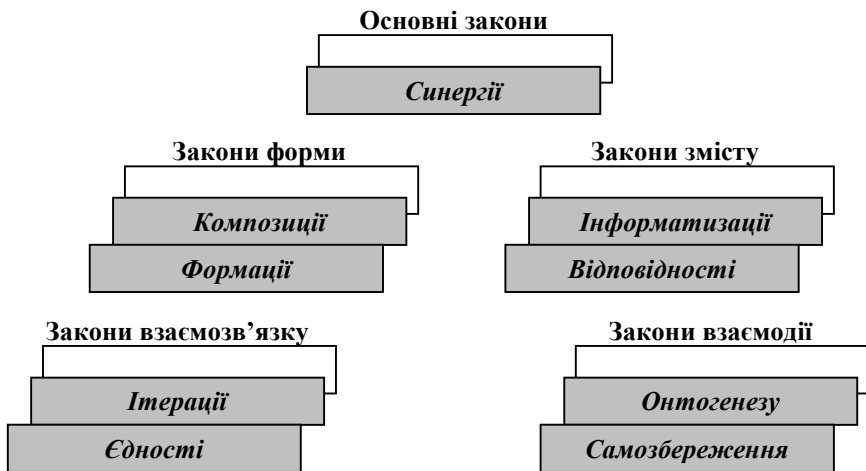 Основні закони
Синергії
Закони форми
Композиції
Формації
Закони змісту
Інформатизації
Відповідності
Закони взаємозв’язку
Ітерації
Єдності
Закони взаємодії
Онтогенезу
Самозбереження